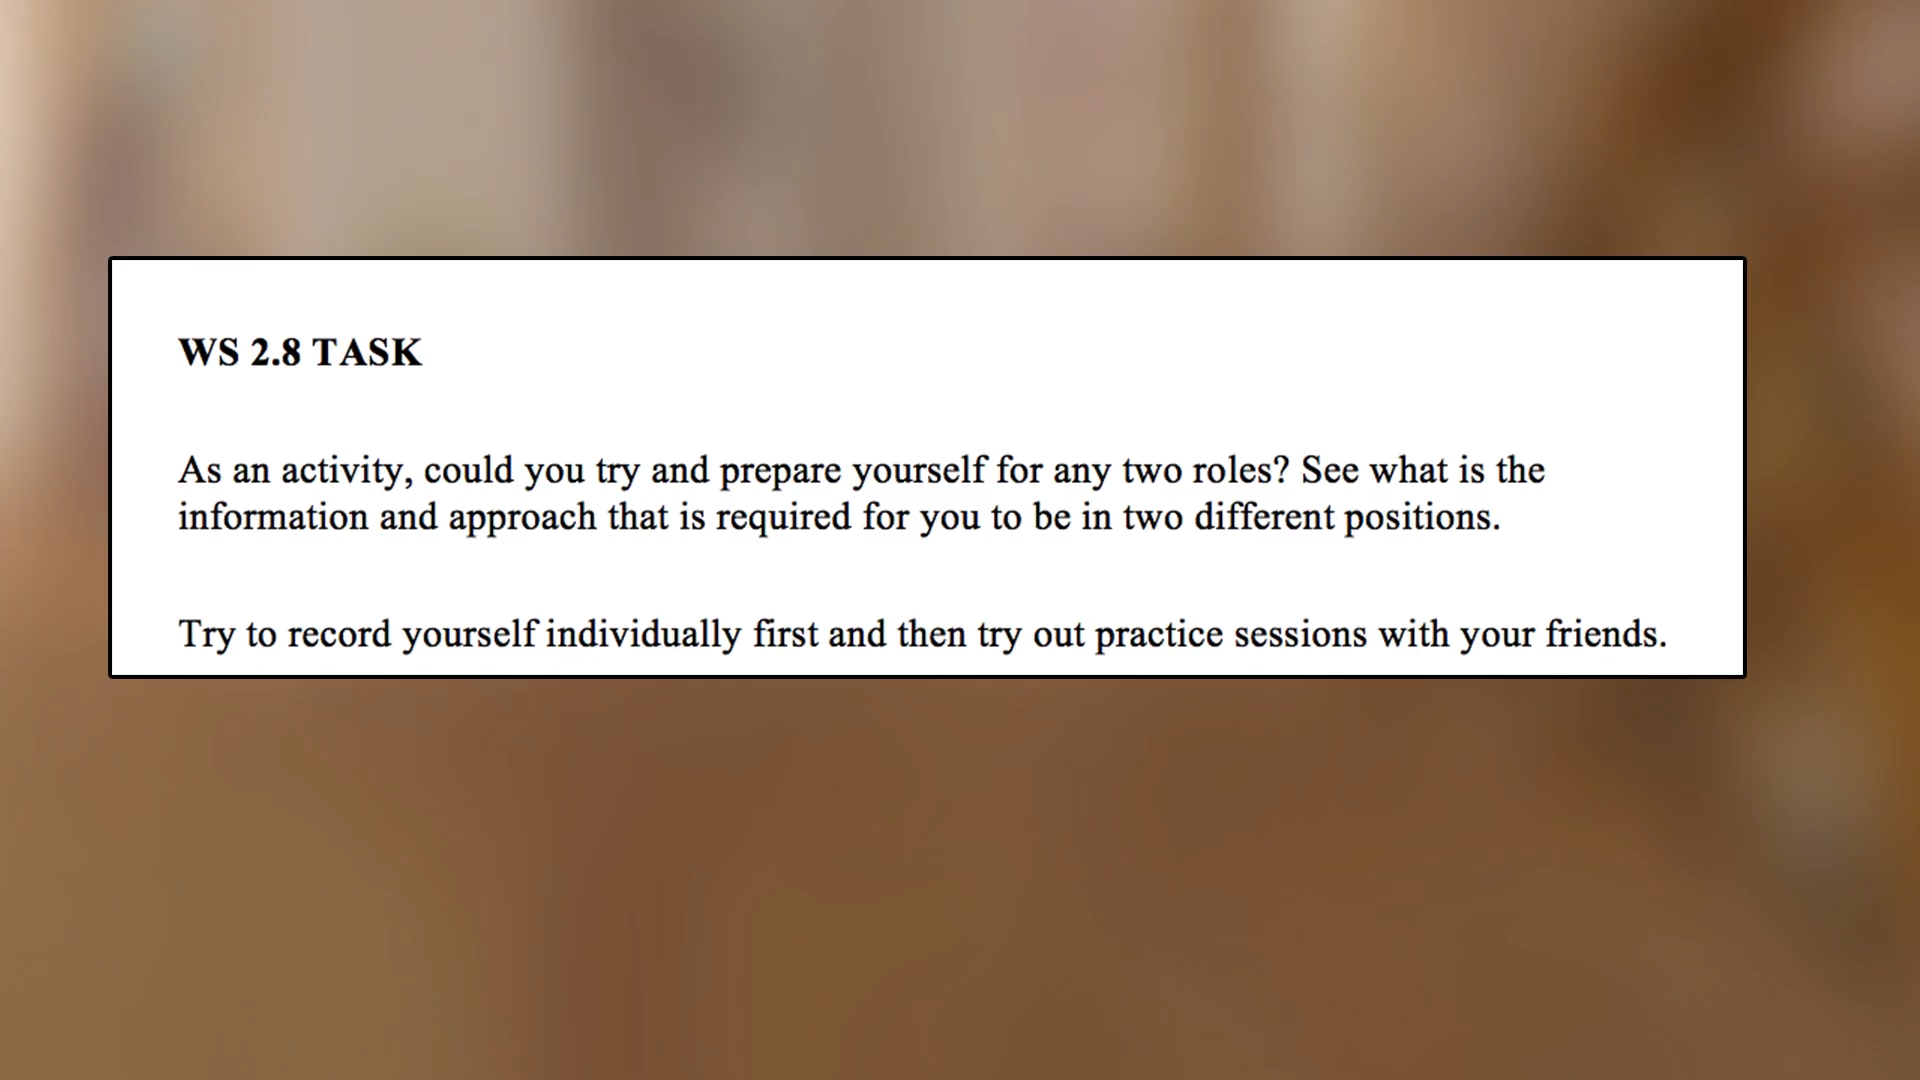 WS 2.8 TASK
As an activity, could you try and prepare yourself for any two roles? See what is the
information and approach that is required for you to be in two different positions.
Try to record yourself individually first and then try out practice sessions with your friends.